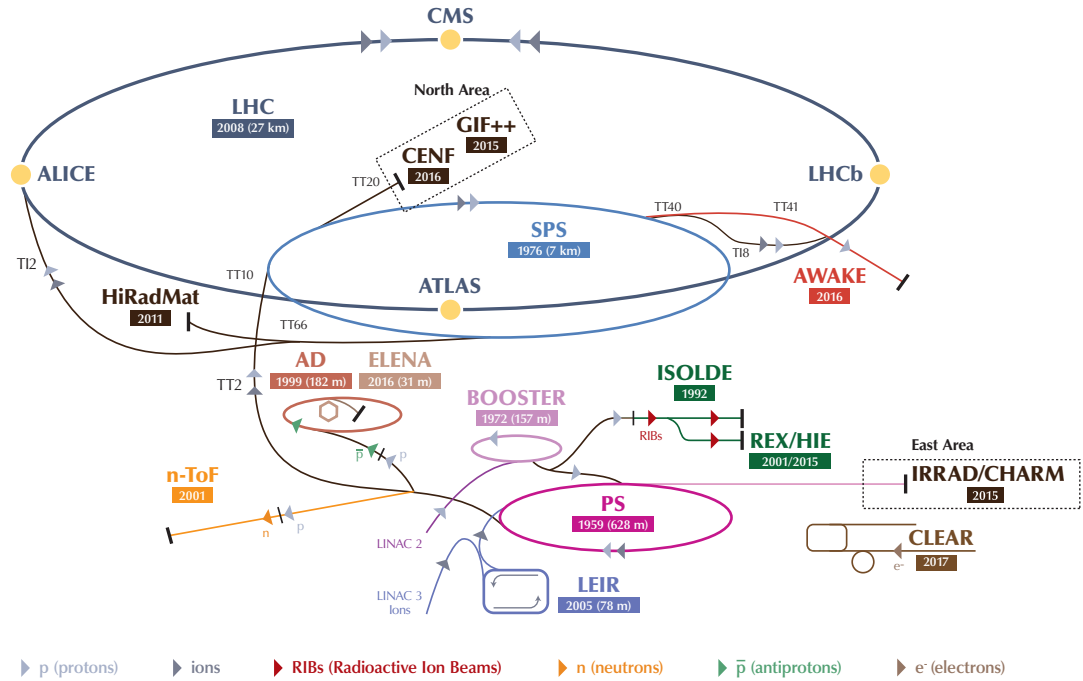 CMS
North Area
LHC
2008 (27 km)
GIF++
2015
CENF
2016
ALICE
TT20
LHCb
TT40
TT41
SPS
1976 (7 km)
TI2
TT10
TI8
ATLAS
AWAKE
2016
HiRadMat
2011
TT66
AD
1999 (182 m)
ELENA
2016 (31 m)
TT2
ISOLDE
1992
BOOSTER
1972 (157 m)
RIBs
REX/HIE
2001/2015
East Area
p̅
p
n-ToF
2001
IRRAD/CHARM
2015
PS
1959 (628 m)
n
p
LINAC 2
CLEAR
2017
e-
LINAC 3
Ions
LEIR
2005 (78 m)
p (protons)
ions
RIBs (Radioactive Ion Beams)
n (neutrons)
p̅ (antiprotons)
e- (electrons)